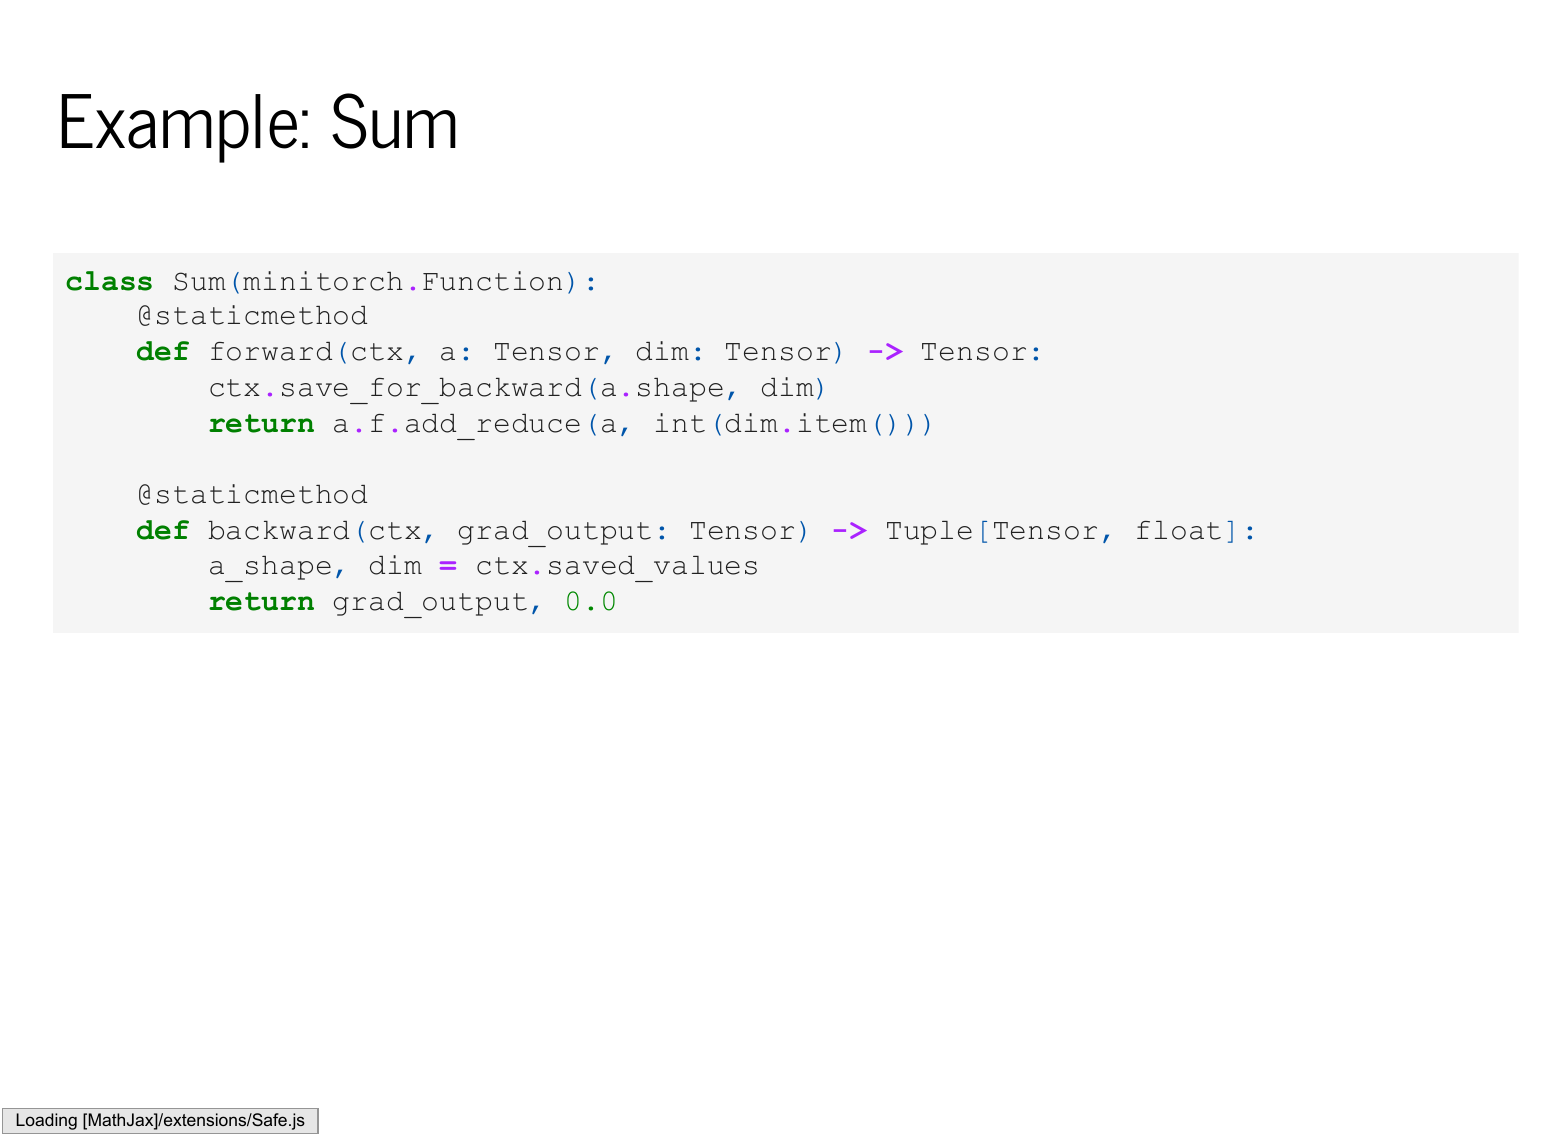 Example: Sum
class Sum(minitorch.Function):
    @staticmethod
    def forward(ctx, a: Tensor, dim: Tensor) -> Tensor:
        ctx.save_for_backward(a.shape, dim)
        return a.f.add_reduce(a, int(dim.item()))
    @staticmethod
    def backward(ctx, grad_output: Tensor) -> Tuple[Tensor, float]:
        a_shape, dim = ctx.saved_values
        return grad_output, 0.0
Loading [MathJax]/extensions/Safe.js